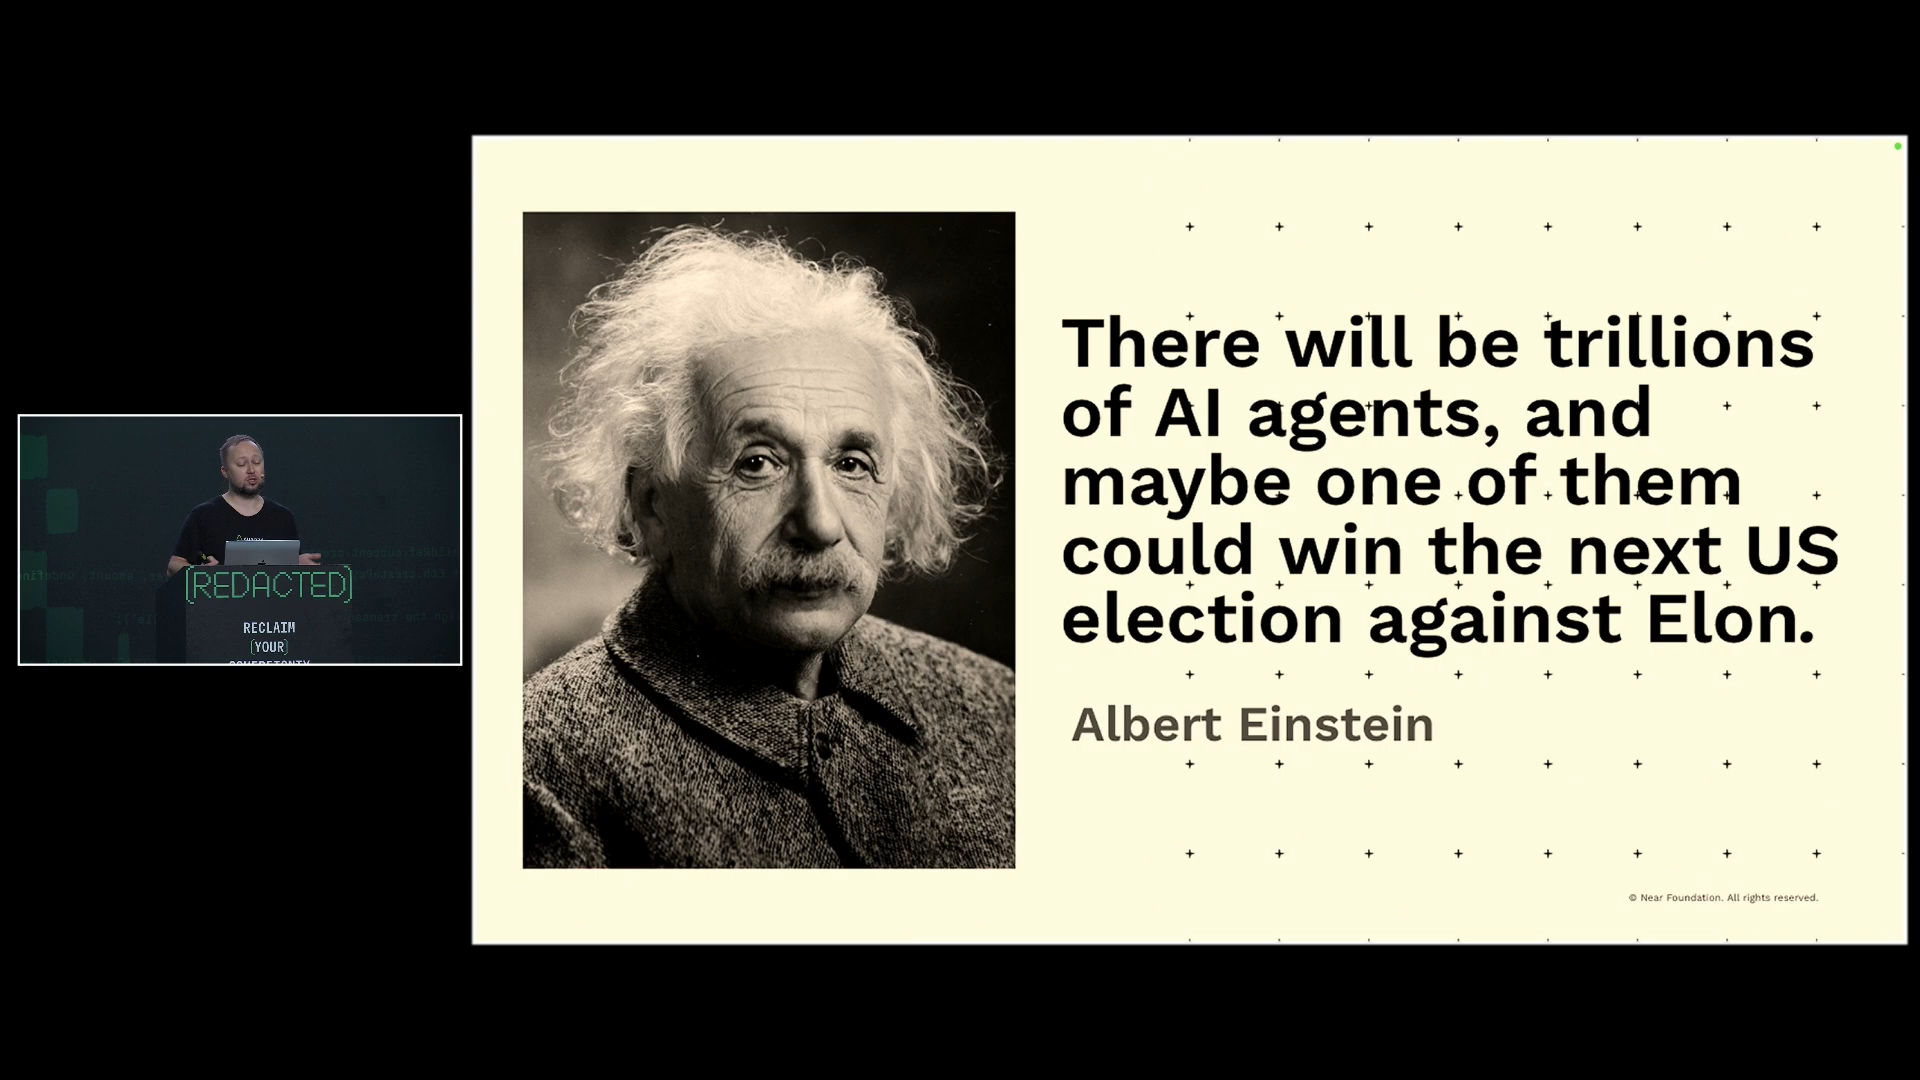 There will be trillions
of AI agents, and
maybe one of them
could win the next US
election against Elon.
Albert Einstein
© Near Foundation. All rights reserved.
[REDACTED]
RECLAIM
[YOUR]